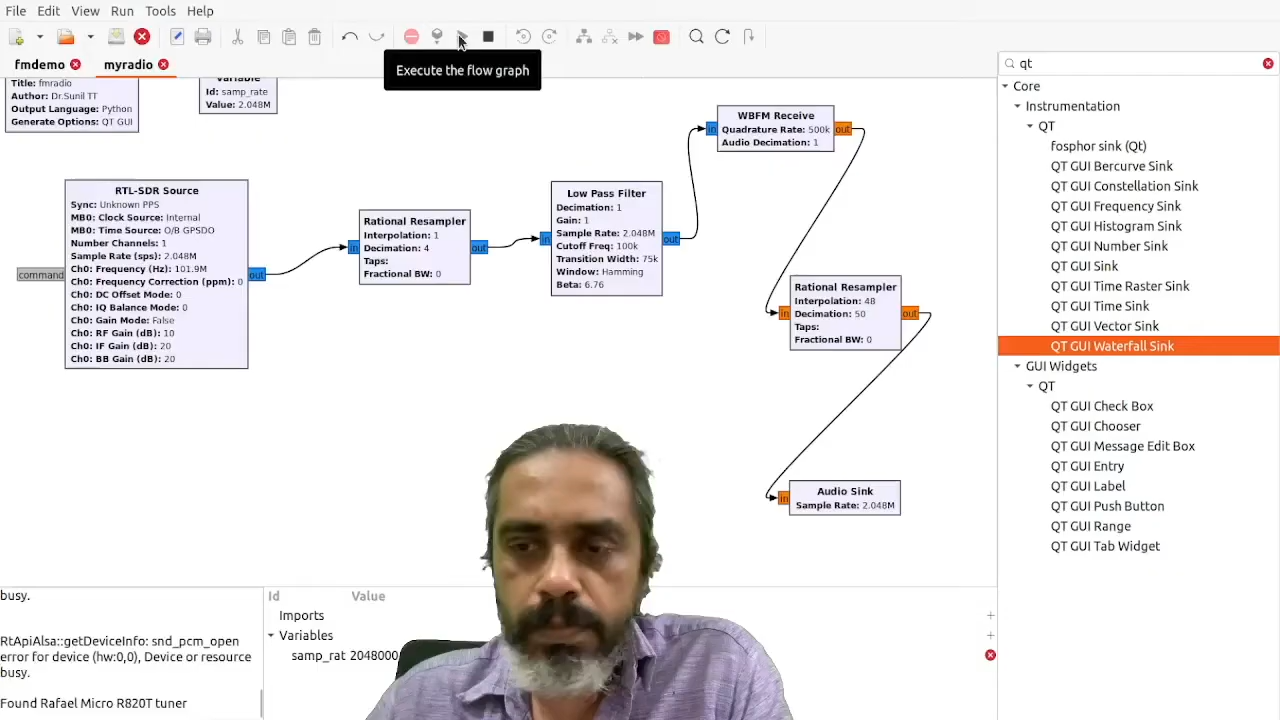 File Edit View Run Tools Help
fmdemo myradio
Execute the flow graph
Title: fmradio
Author: Dr.Sunil TT
Output Language: Python
Generate Options: QT GUI
Variable
Id: samp_rate
Value: 2.048M
RTL-SDR Source
Sync: Unknown PPS
MB0: Clock Source: Internal
MB0: Time Source: O/B GPSDO
Number Channels: 1
Sample Rate (sps): 2.048M
Ch0: Frequency (Hz): 101.9M
Ch0: Frequency Correction (ppm): 0
Ch0: DC Offset Mode: 0
Ch0: IQ Balance Mode: 0
Ch0: Gain Mode: False
Ch0: RF Gain (dB): 10
Ch0: IF Gain (dB): 20
Ch0: BB Gain (dB): 20
command
out
in
Rational Resampler
Interpolation: 1
Decimation: 4
Taps:
Fractional BW: 0
out
in
Low Pass Filter
Decimation: 1
Gain: 1
Sample Rate: 2.048M
Cutoff Freq: 100k
Transition Width: 75k
Window: Hamming
Beta: 6.76
out
in
WBFM Receive
Quadrature Rate: 500k
Audio Decimation: 1
out
in
Rational Resampler
Interpolation: 48
Decimation: 50
Taps:
Fractional BW: 0
out
in
Audio Sink
Sample Rate: 2.048M
busy.
RtApiAlsa::getDeviceInfo: snd_pcm_open
error for device (hw:0,0), Device or resource
busy.
Found Rafael Micro R820T tuner
Id Value
Imports
Variables
samp_rat 2048000
qt
Core
Instrumentation
QT
fosphor sink (Qt)
QT GUI Bercurve Sink
QT GUI Constellation Sink
QT GUI Frequency Sink
QT GUI Histogram Sink
QT GUI Number Sink
QT GUI Sink
QT GUI Time Raster Sink
QT GUI Time Sink
QT GUI Vector Sink
QT GUI Waterfall Sink
GUI Widgets
QT
QT GUI Check Box
QT GUI Chooser
QT GUI Message Edit Box
QT GUI Entry
QT GUI Label
QT GUI Push Button
QT GUI Range
QT GUI Tab Widget